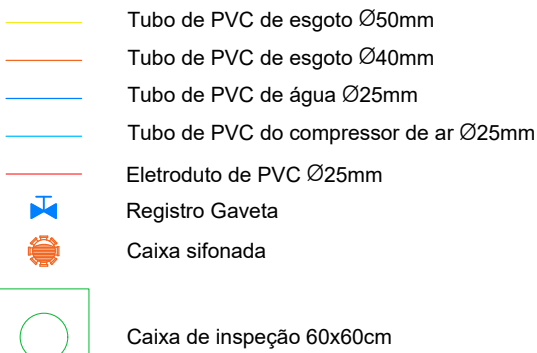 Tubo de PVC de esgoto Ø50mm
Tubo de PVC de esgoto Ø40mm
Tubo de PVC de água Ø25mm
Tubo de PVC do compressor de ar Ø25mm
Eletroduto de PVC Ø25mm
Registro Gaveta
Caixa sifonada
Caixa de inspeção 60x60cm